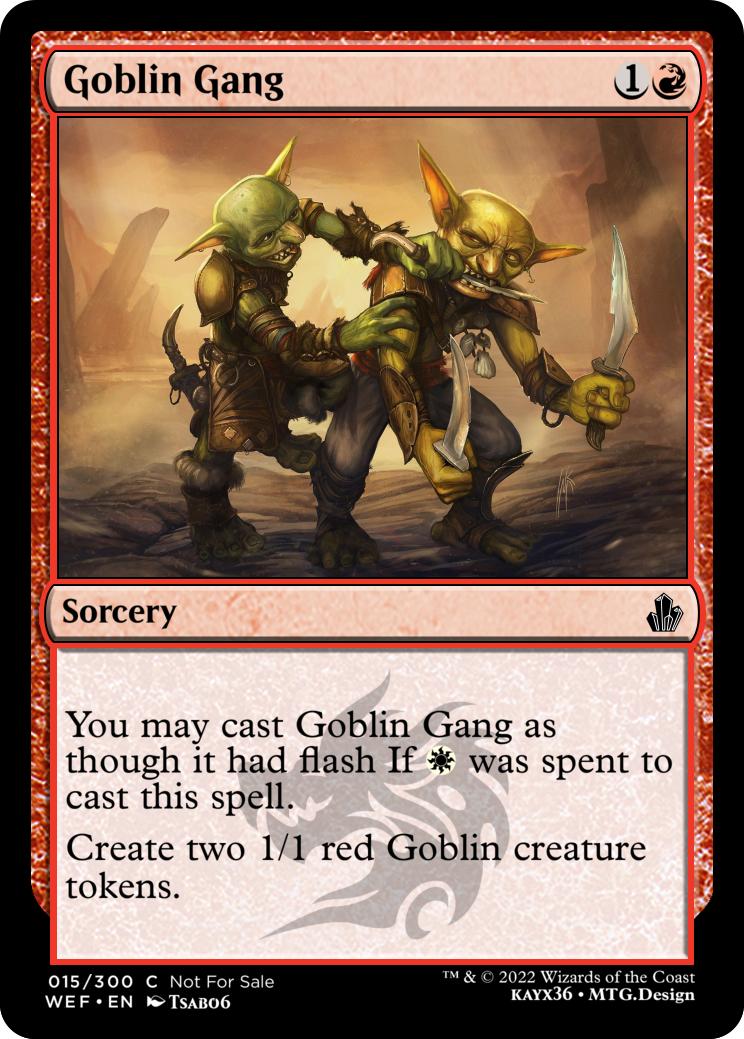 Goblin Gang 1
Sorcery
You may cast Goblin Gang as
though it had flash If was spent to
cast this spell.
Create two 1/1 red Goblin creature
tokens.
015/300 C Not For Sale
™ & © 2022 Wizards of the Coast
WEF • EN Tsabo6
KAYX36 • MTG.Design